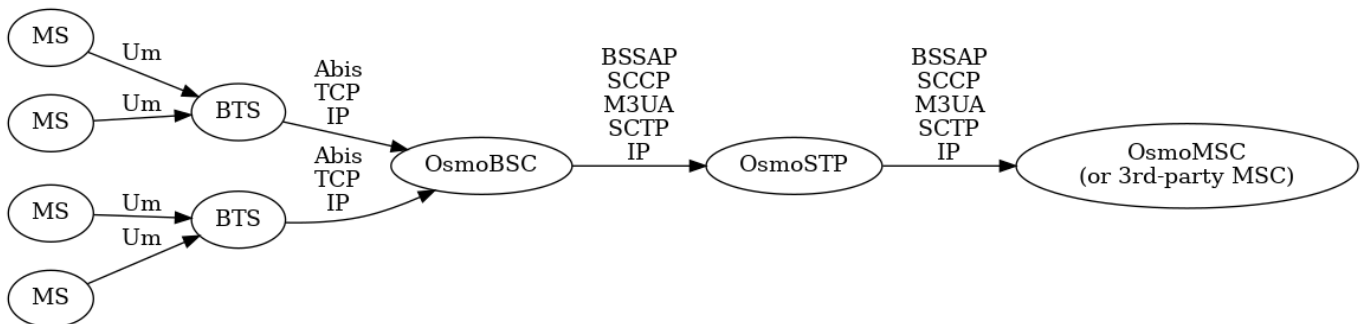 MS
Um
MS
Um
BTS
Abis
TCP
IP
MS
Um
MS
Um
BTS
Abis
TCP
IP
OsmoBSC
BSSAP
SCCP
M3UA
SCTP
IP
OsmoSTP
BSSAP
SCCP
M3UA
SCTP
IP
OsmoMSC
(or 3rd-party MSC)